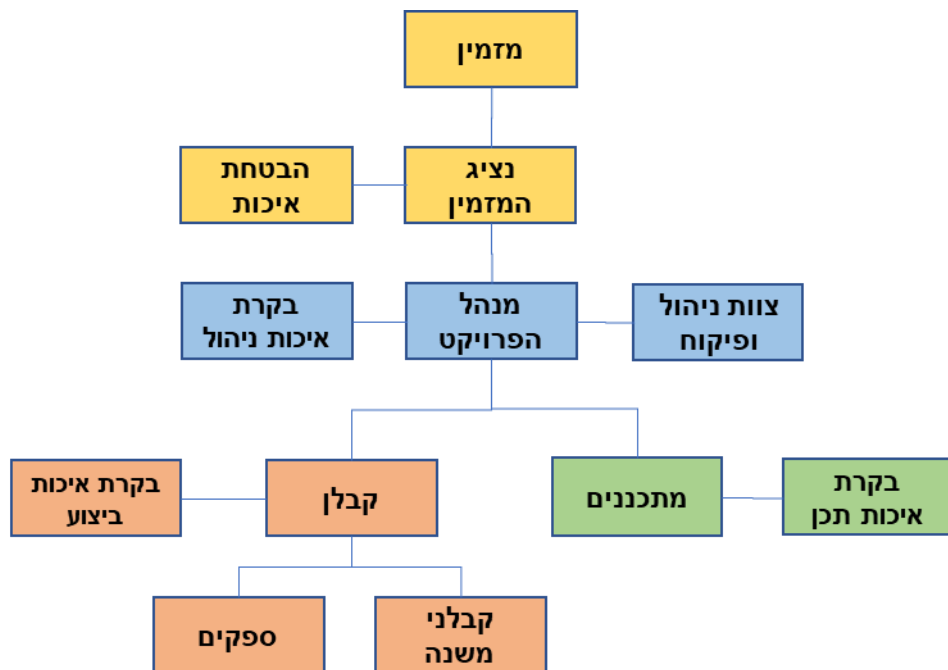 מזמין
נציג
המזמין
הבטחת
איכות
צוות ניהול
ופיקוח
מנהל
הפרויקט
בקרת
איכות ניהול
בקרת
איכות תכן
מתכננים
קבלן
בקרת איכות
ביצוע
קבלני
משנה
ספקים